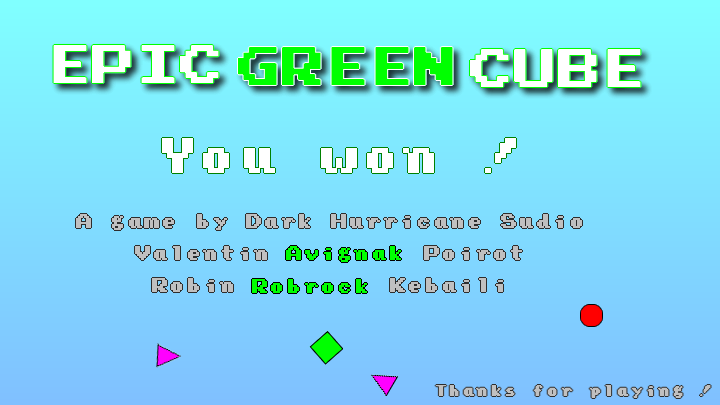 EPIC GREEN CUBE
You won !
A game by Dark Hurricane Sudio
Valentin Avignak Poirot
Robin Robrock Kebaili
Thanks for playing !